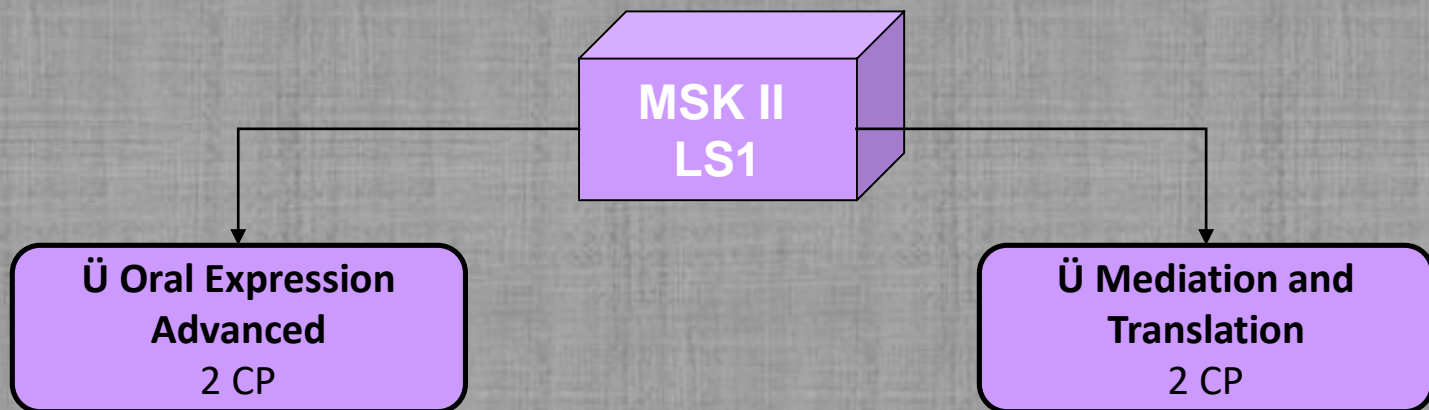 MSK II
LS1
Ü Oral Expression
Advanced
2 CP
Ü Mediation and
Translation
2 CP